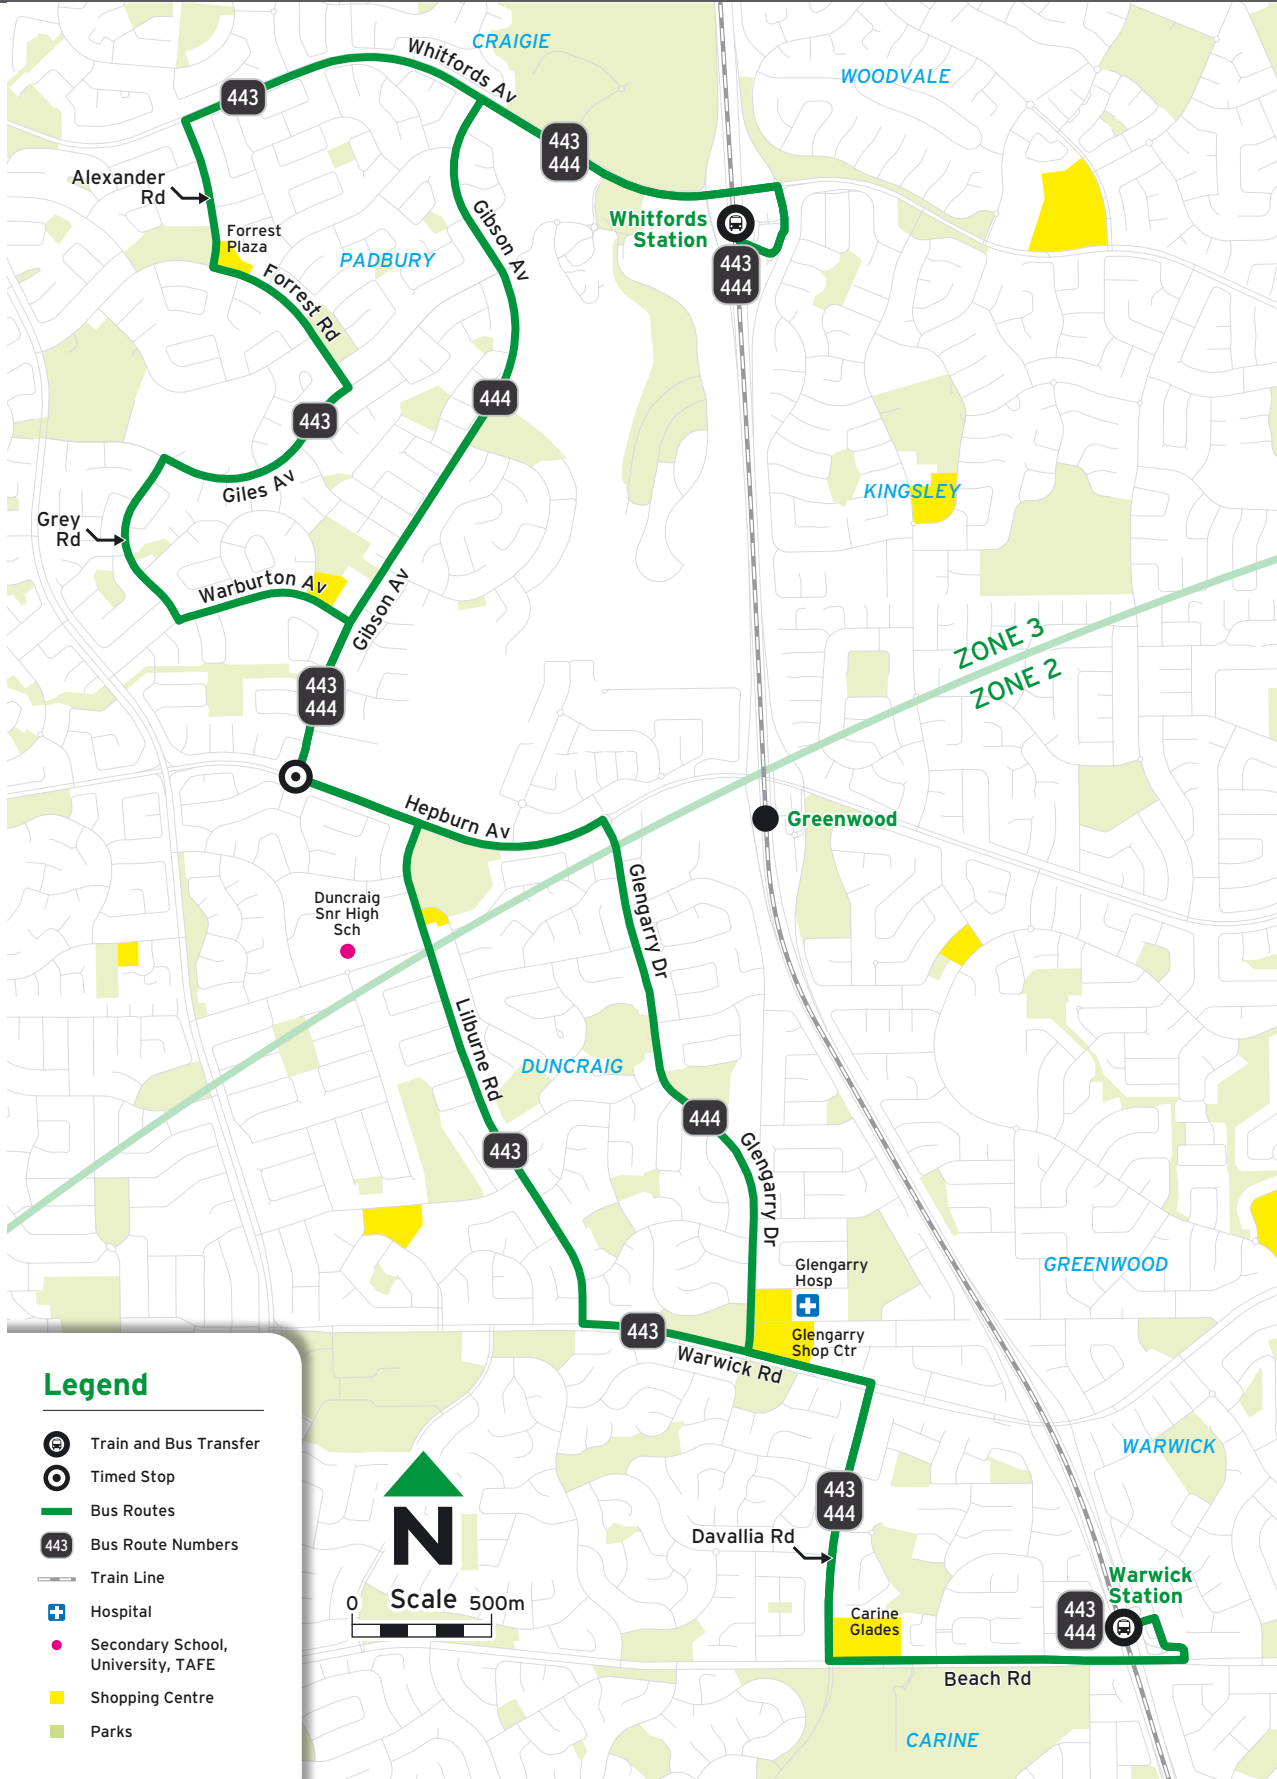 CRAIGIE
Whitfords Av
WOODVALE
443
443
444
Alexander
Rd
Forrest
Plaza
PADBURY
Gibson Av
Whitfords
Station
443
444
Forrest Rd
444
443
Giles Av
KINGSLEY
Grey
Rd
Warburton Av
Gibson Av
ZONE 3
ZONE 2
443
444
Hepburn Av
Greenwood
Duncraig
Snr High
Sch
Glengarry Dr
Lilburne Rd
DUNCRAIG
444
443
Glengarry Dr
GREENWOOD
Glengarry
Hosp
443
Glengarry
Shop Ctr
Warwick Rd
WARWICK
443
444
Davallia Rd
Warwick
Station
443
444
Carine
Glades
Beach Rd
CARINE
N
0 Scale 500m
Legend
Train and Bus Transfer
Timed Stop
Bus Routes
443 Bus Route Numbers
Train Line
Hospital
Secondary School,
University, TAFE
Shopping Centre
Parks